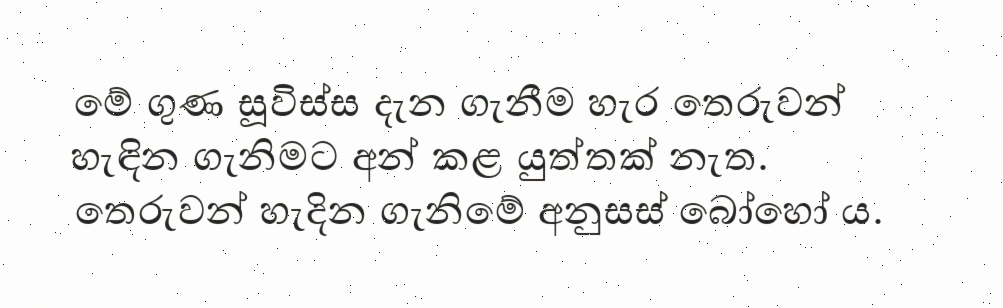 මේ ගුණ සූවිස්ස දැන ගැනීම හැර තෙරුවන්
හැඳින ගැනිමට අන් කළ යුත්තක් නැත.
තෙරුවන් හැදින ගැනිමේ අනුසස් බෝහෝ ය.